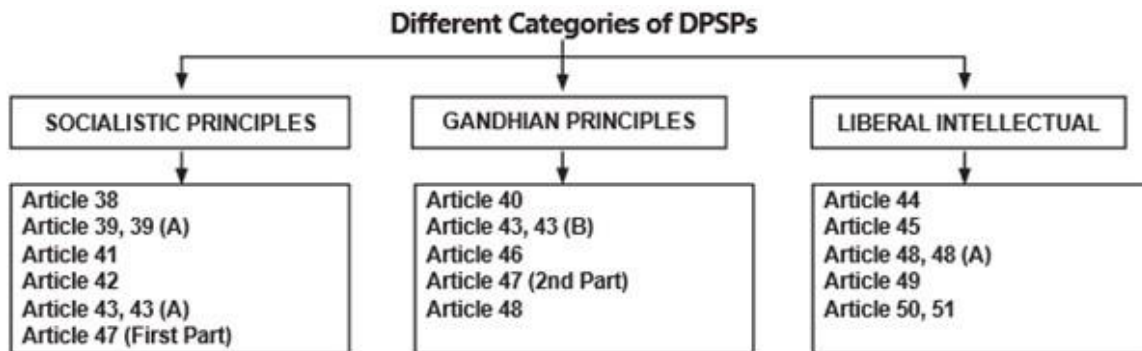 Different Categories of DPSPs
SOCIALISTIC PRINCIPLES
Article 38
Article 39, 39 (A)
Article 41
Article 42
Article 43, 43 (A)
Article 47 (First Part)
GANDHIAN PRINCIPLES
Article 40
Article 43, 43 (B)
Article 46
Article 47 (2nd Part)
Article 48
LIBERAL INTELLECTUAL
Article 44
Article 45
Article 48, 48 (A)
Article 49
Article 50, 51